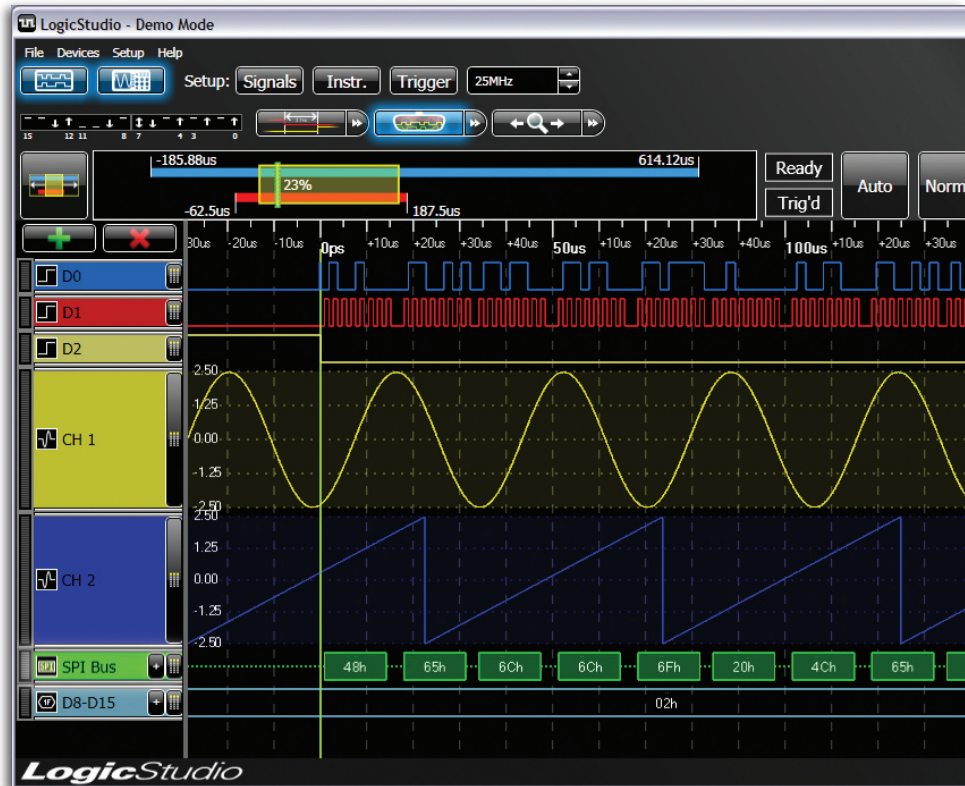 LogicStudio - Demo Mode
File Devices Setup Help
Setup: Signals Instr. Trigger 25MHz
15 12 11 8 7 4 3 0
-185.88us 614.12us
23%
-62.5us 187.5us
Ready
Trig'd
Auto
Norm
30us -20us -10us 0ps +10us +20us +30us +40us 50us +10us +20us +30us +40us 100us +10us +20us +30us
D0
D1
D2
2.50
1.25
CH 1 0.00
-1.25
-2.50
2.50
1.25
CH 2 0.00
-1.25
-2.50
SPI SPI Bus + 48h 65h 6Ch 6Ch 6Fh 20h 4Ch 65h
D8-D15 + 02h
LogicStudio